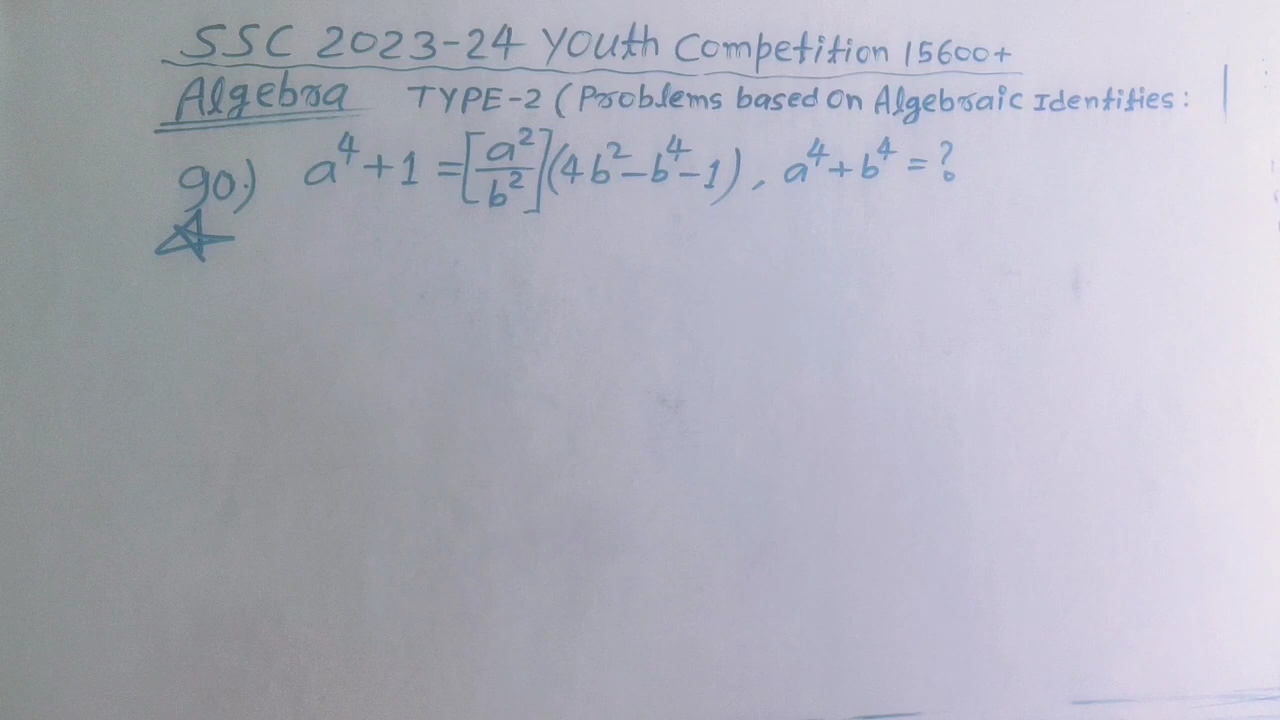 SSC 2023-24 Youth Competition 15600+
Algebra TYPE-2 (Problems based on Algebraic Identities:
90.) a⁴+1 = [a²/b²](4b²-b⁴-1), a⁴+b⁴ = ?